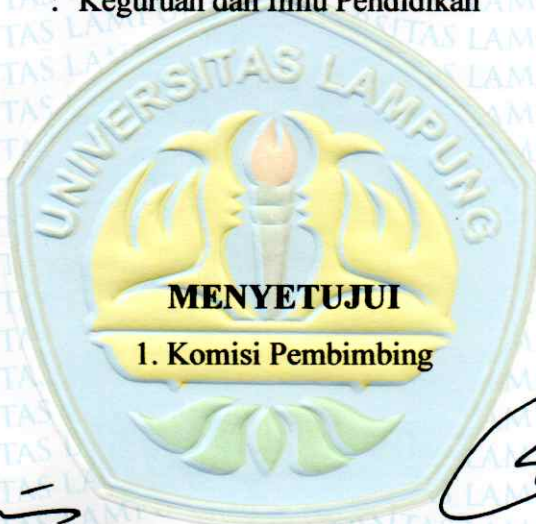 : Keguruan dan Ilmu Pendidikan
UNIVERSITAS LAMPUNG
MENYETUJUI
1. Komisi Pembimbing